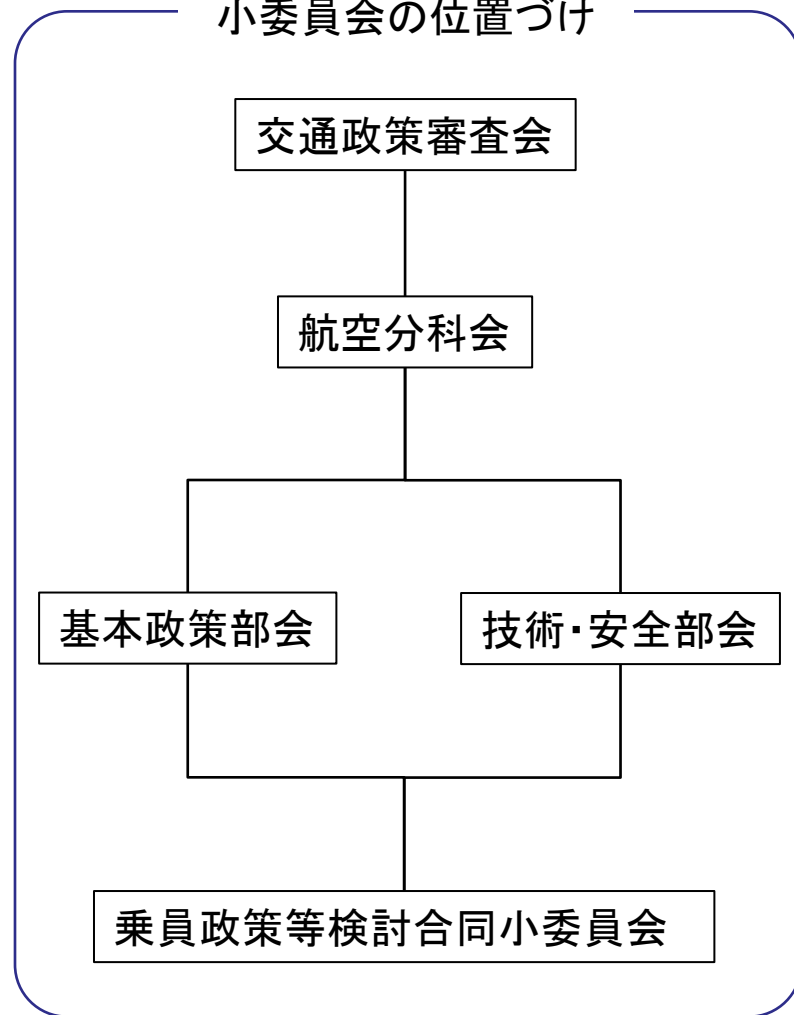 小委員会の位置づけ
交通政策審査会
航空分科会
基本政策部会
技術・安全部会
乗員政策等検討合同小委員会